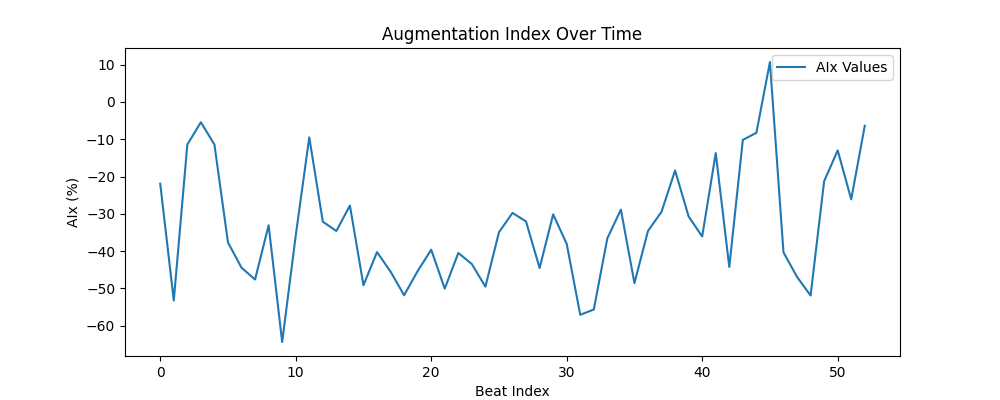 Augmentation Index Over Time
AIx Values
AIx (%)
10
0
−10
−20
−30
−40
−50
−60
0 10 20 30 40 50
Beat Index